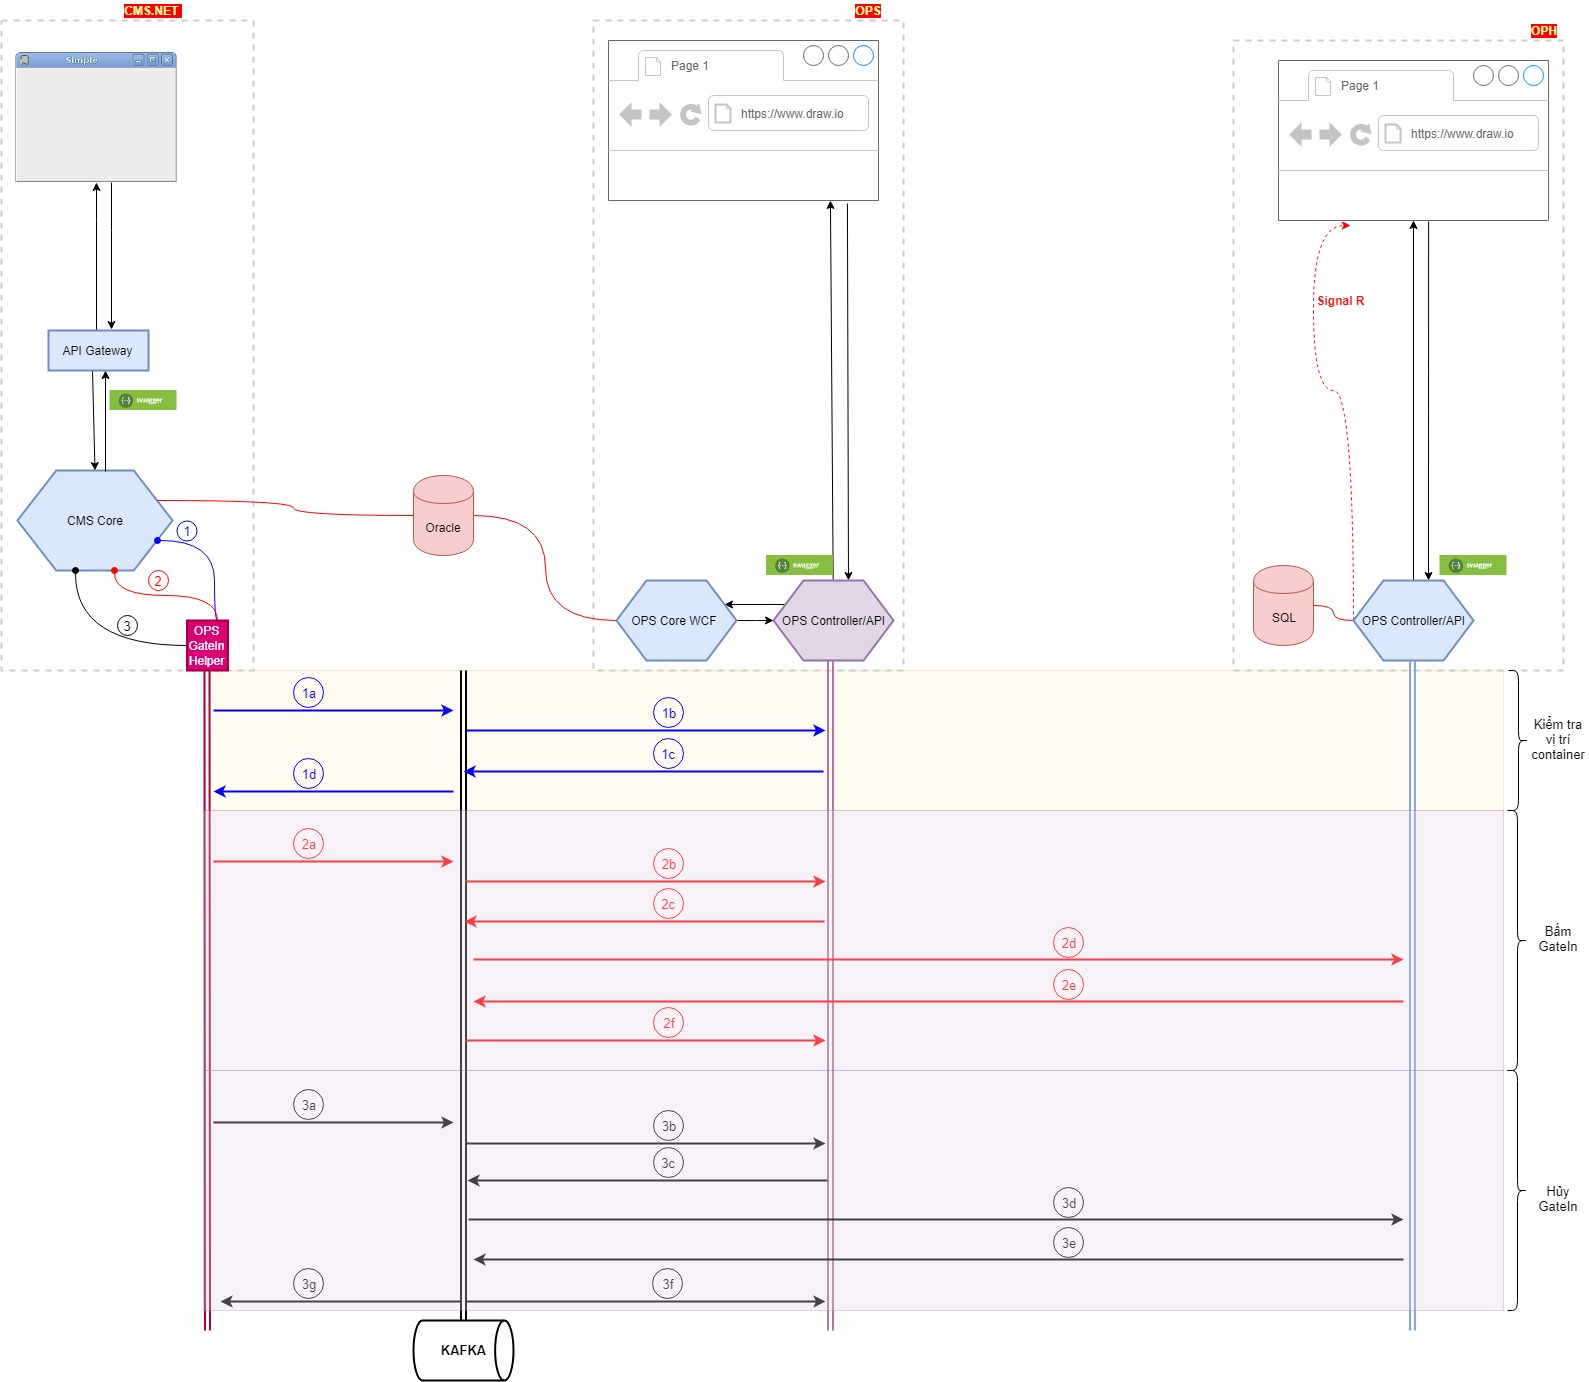 CMS.NET
OPS
OPH
Simple
Page 1
https://www.draw.io
Page 1
https://www.draw.io
Signal R
API Gateway
swagger
CMS Core
1
2
3
OPS
GateIn
Helper
Oracle
swagger
OPS Core WCF
OPS Controller/API
swagger
SQL
OPS Controller/API
1a
1b
1c
1d
Kiểm tra
vị trí
container
2a
2b
2c
2d
2e
2f
Bấm
GateIn
3a
3b
3c
3d
3e
3g
3f
Hủy
GateIn
KAFKA